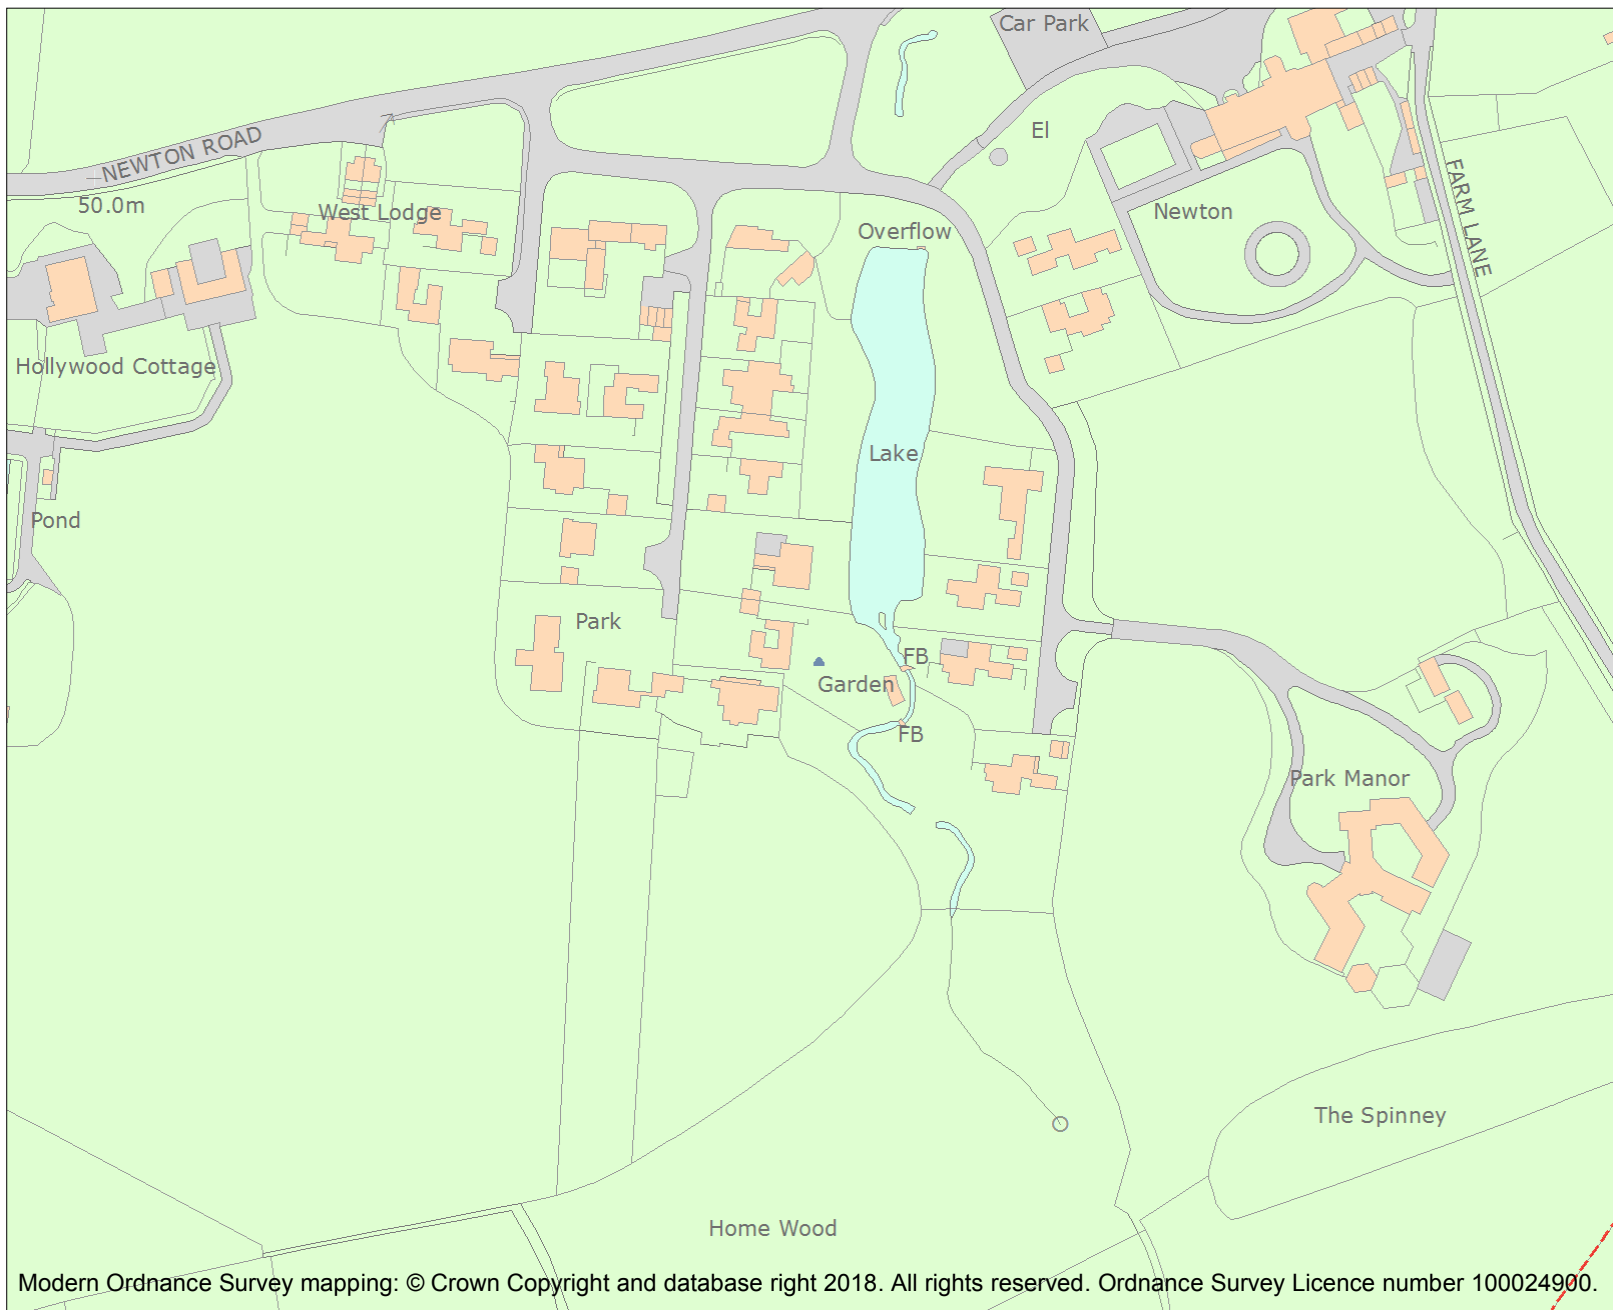 Car Park
El
NEWTON ROAD
50.0m
West Lodge
Newton
FARM LANE
Overflow
Hollywood Cottage
Lake
Pond
Park
FB
Garden
FB
Park Manor
The Spinney
Home Wood
Modern Ordnance Survey mapping: © Crown Copyright and database right 2018. All rights reserved. Ordnance Survey Licence number 100024900.